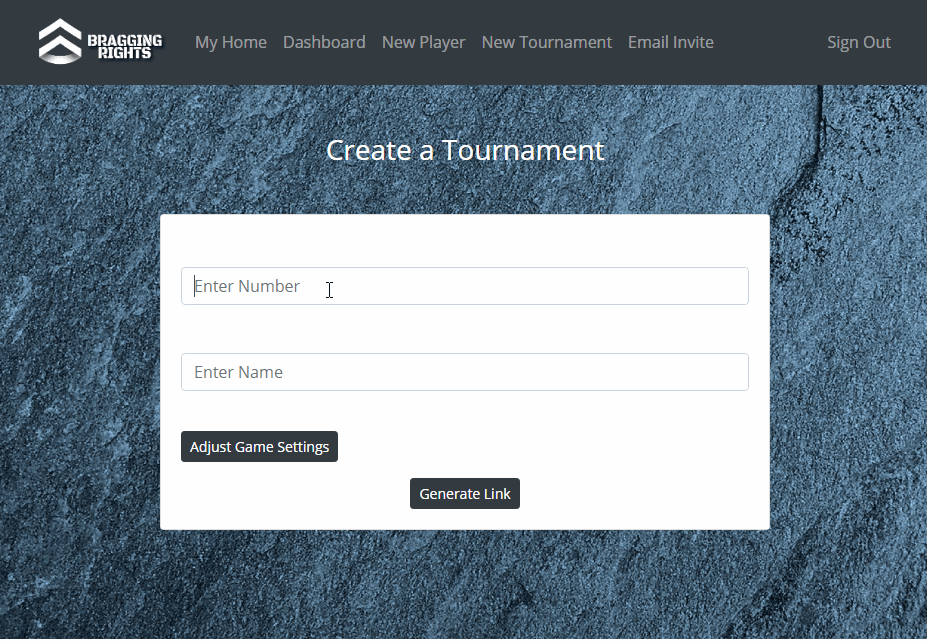 BRAGGING
RIGHTS
My Home Dashboard New Player New Tournament Email Invite Sign Out
Create a Tournament
Enter Number
Enter Name
Adjust Game Settings
Generate Link